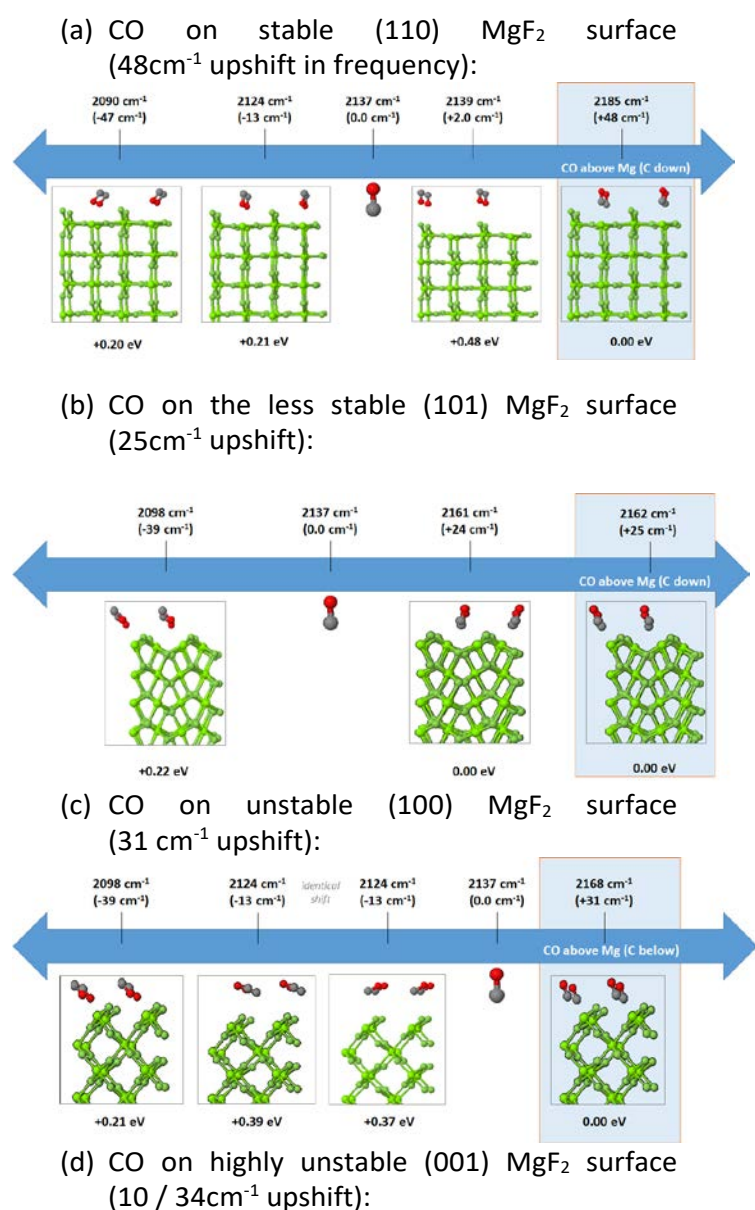 (a) CO on stable (110) MgF₂ surface
(48cm⁻¹ upshift in frequency):
2090 cm⁻¹ 2124 cm⁻¹ 2137 cm⁻¹ 2139 cm⁻¹ 2185 cm⁻¹
(-47 cm⁻¹) (-13 cm⁻¹) (0.0 cm⁻¹) (+2.0 cm⁻¹) (+48 cm⁻¹)
CO above Mg (C down)
+0.20 eV +0.21 eV +0.48 eV 0.00 eV
(b) CO on the less stable (101) MgF₂ surface
(25cm⁻¹ upshift):
2098 cm⁻¹ 2137 cm⁻¹ 2161 cm⁻¹ 2162 cm⁻¹
(-39 cm⁻¹) (0.0 cm⁻¹) (+24 cm⁻¹) (+25 cm⁻¹)
CO above Mg (C down)
+0.22 eV 0.00 eV 0.00 eV
(c) CO on unstable (100) MgF₂ surface
(31 cm⁻¹ upshift):
2098 cm⁻¹ 2124 cm⁻¹ identical 2124 cm⁻¹ 2137 cm⁻¹ 2168 cm⁻¹
(-39 cm⁻¹) (-13 cm⁻¹) shift (-13 cm⁻¹) (0.0 cm⁻¹) (+31 cm⁻¹)
CO above Mg (C below)
+0.21 eV +0.39 eV +0.37 eV 0.00 eV
(d) CO on highly unstable (001) MgF₂ surface
(10 / 34cm⁻¹ upshift):